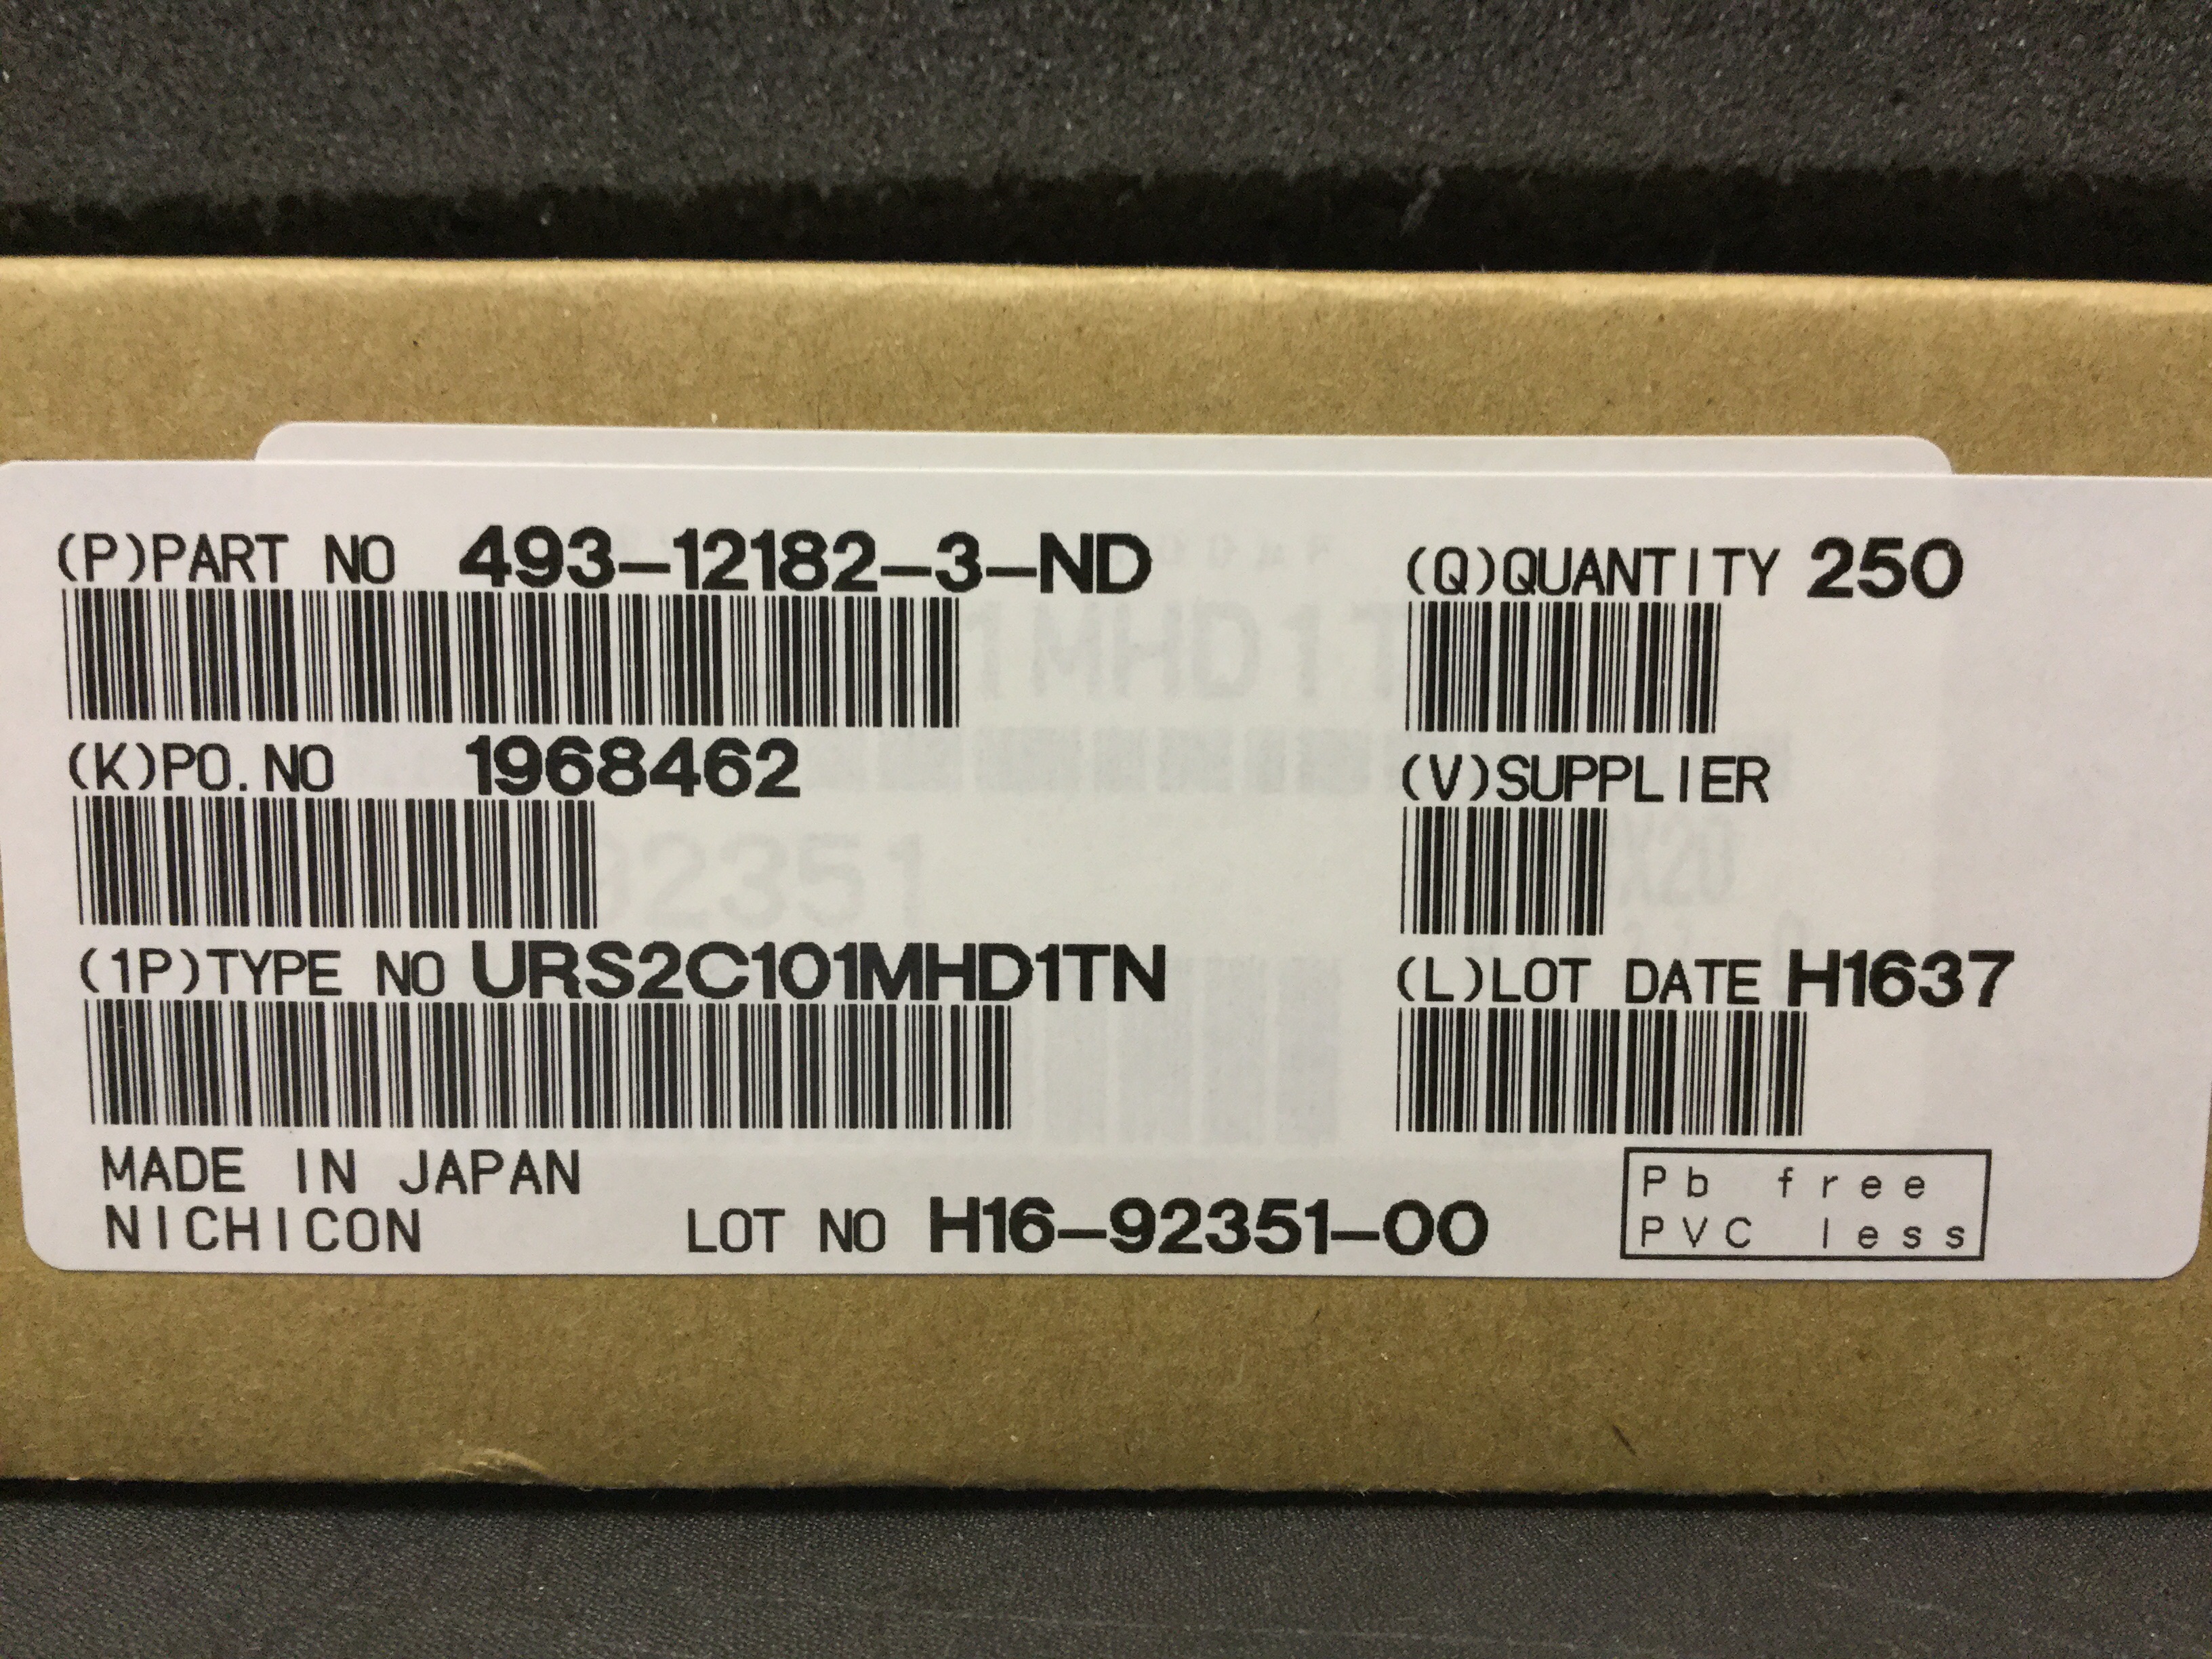 (P)PART NO 493-12182-3-ND
(Q)QUANTITY 250
(K)PO.NO 1968462
(V)SUPPLIER
(1P)TYPE NO URS2C101MHD1TN
(L)LOT DATE H1637
MADE IN JAPAN
NICHICON
LOT NO H16-92351-00
Pb free
PVC less